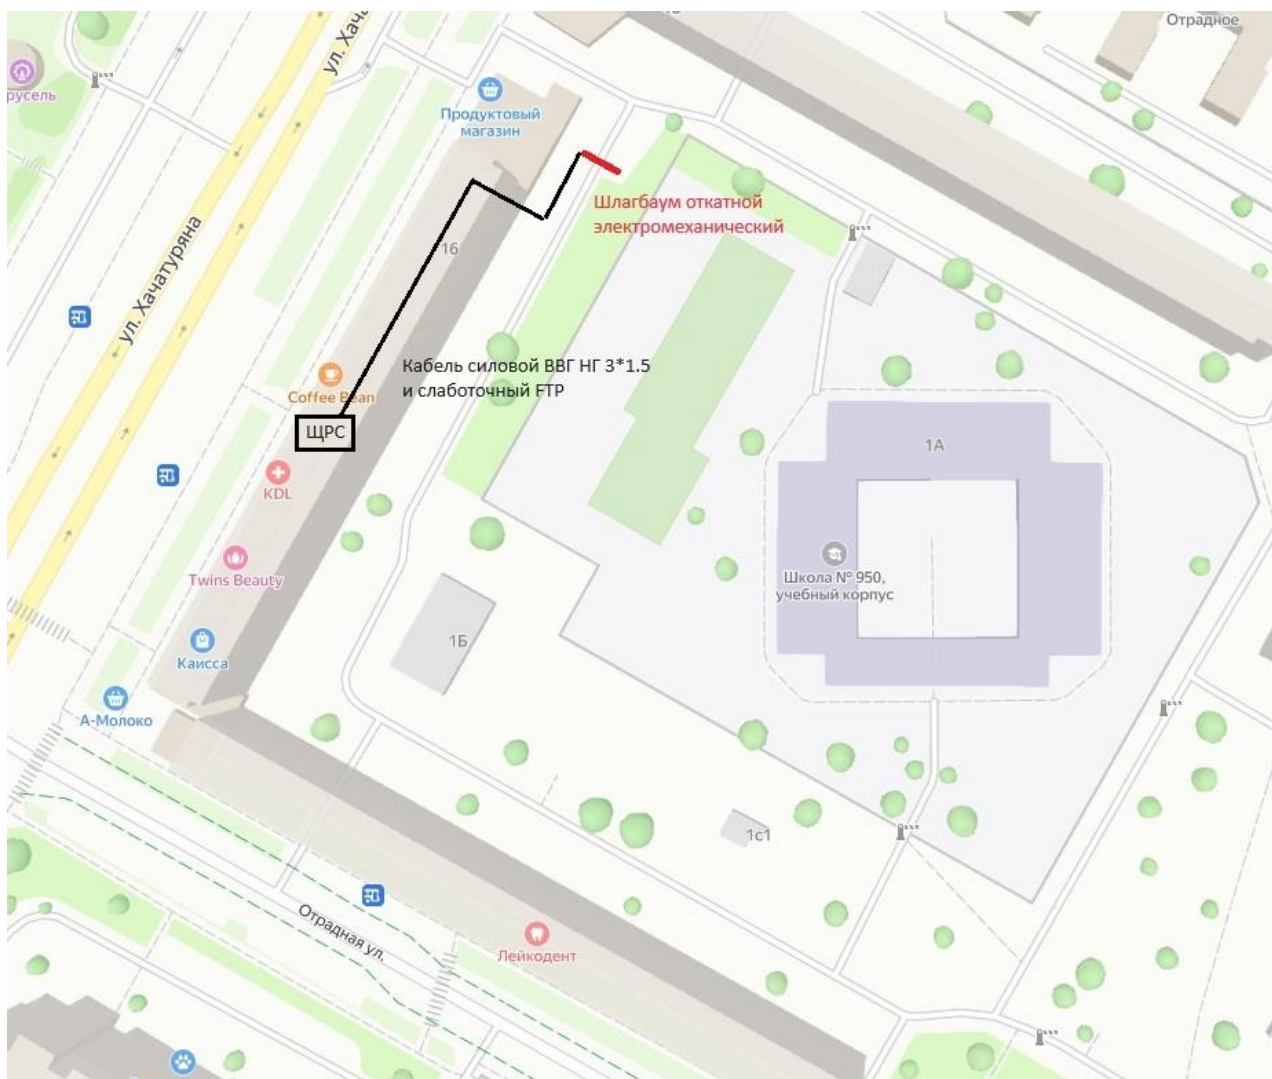 Отрадное
ул. Хача
русель
Продуктовый
магазин
Шлагбаум откатной
электромеханический
ул. Хачатуряна
16
Кабель силовой ВВГ НГ 3*1.5
и слаботочный FTP
Coffee Bean
ЩРС
1А
KDL
Twins Beauty
Школа № 950,
учебный корпус
1Б
Каисса
А-Молоко
1с1
Отрадная ул.
Лейкодент